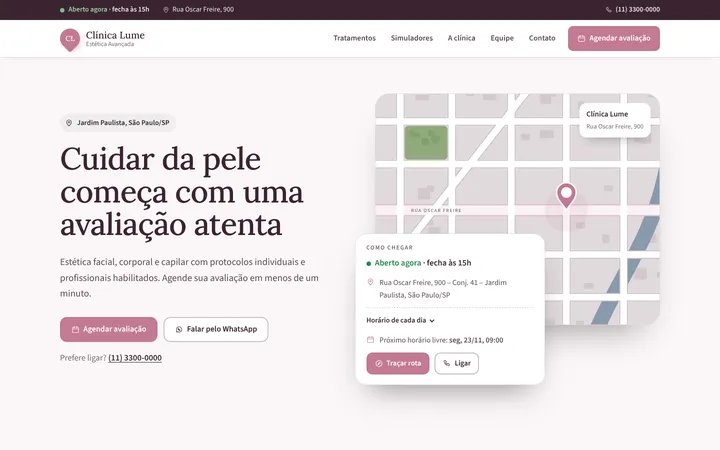 Aberto agora · fecha às 15h
Rua Oscar Freire, 900
(11) 3300-0000
CL
Clínica Lume
Estética Avançada
Tratamentos
Simuladores
A clínica
Equipe
Contato
Agendar avaliação
Jardim Paulista, São Paulo/SP
Cuidar da pele
começa com uma
avaliação atenta
Estética facial, corporal e capilar com protocolos individuais e
profissionais habilitados. Agende sua avaliação em menos de um
minuto.
Agendar avaliação
Falar pelo WhatsApp
Prefere ligar? (11) 3300-0000
Clínica Lume
Rua Oscar Freire, 900
RUA OSCAR FREIRE
COMO CHEGAR
Aberto agora · fecha às 15h
Rua Oscar Freire, 900 – Conj. 41 – Jardim
Paulista, São Paulo/SP
Horário de cada dia
Próximo horário livre: seg, 23/11, 09:00
Traçar rota
Ligar